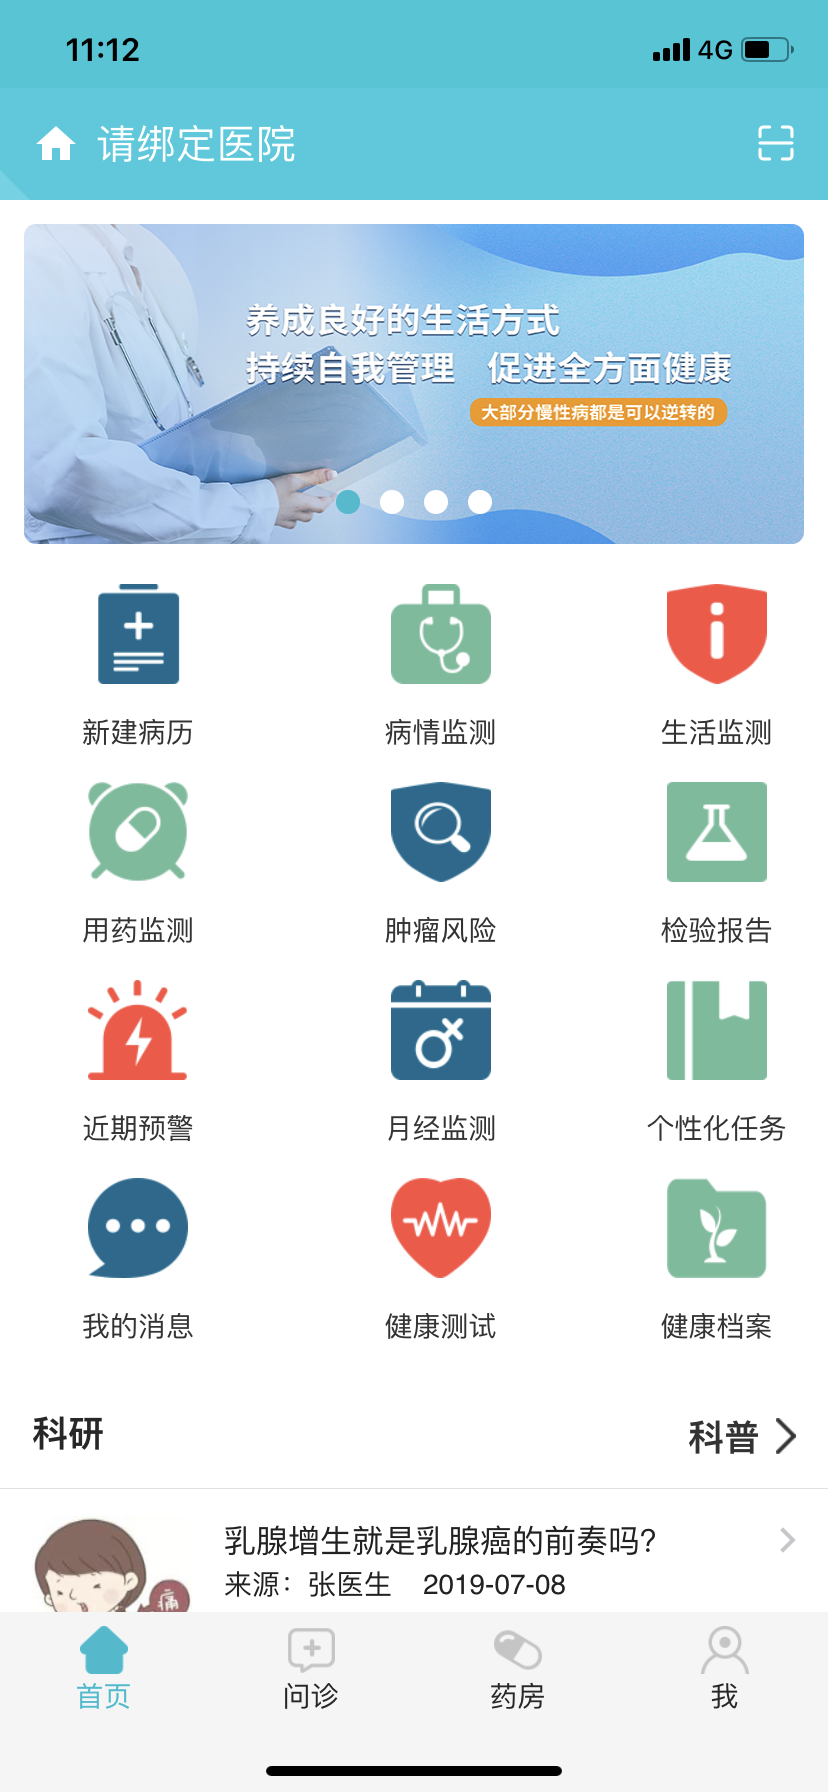 11:12
4G
请绑定医院
养成良好的生活方式
持续自我管理 促进全方面健康
大部分慢性病都是可以逆转的
新建病历
病情监测
生活监测
用药监测
肿瘤风险
检验报告
近期预警
月经监测
个性化任务
我的消息
健康测试
健康档案
科研
科普
乳腺增生就是乳腺癌的前奏吗?
来源：张医生 2019-07-08
痛
首页
问诊
药房
我